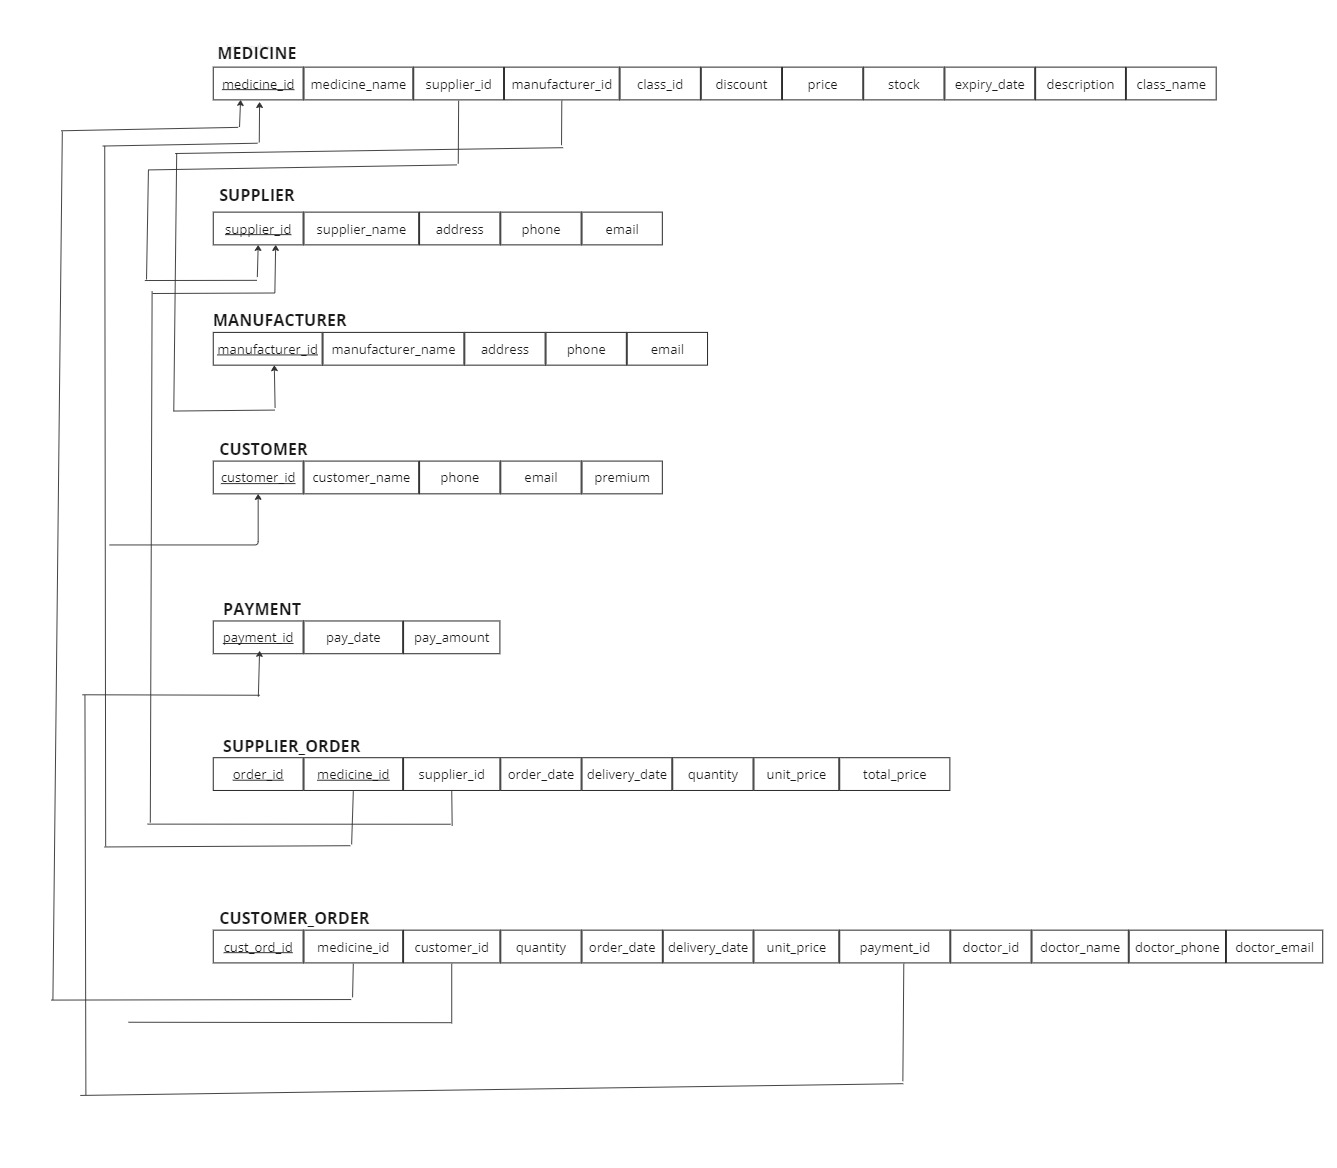 MEDICINE
medicine_id medicine_name supplier_id manufacturer_id class_id discount price stock expiry_date description class_name
SUPPLIER
supplier_id supplier_name address phone email
MANUFACTURER
manufacturer_id manufacturer_name address phone email
CUSTOMER
customer_id customer_name phone email premium
PAYMENT
payment_id pay_date pay_amount
SUPPLIER_ORDER
order_id medicine_id supplier_id order_date delivery_date quantity unit_price total_price
CUSTOMER_ORDER
cust_ord_id medicine_id customer_id quantity order_date delivery_date unit_price payment_id doctor_id doctor_name doctor_phone doctor_email